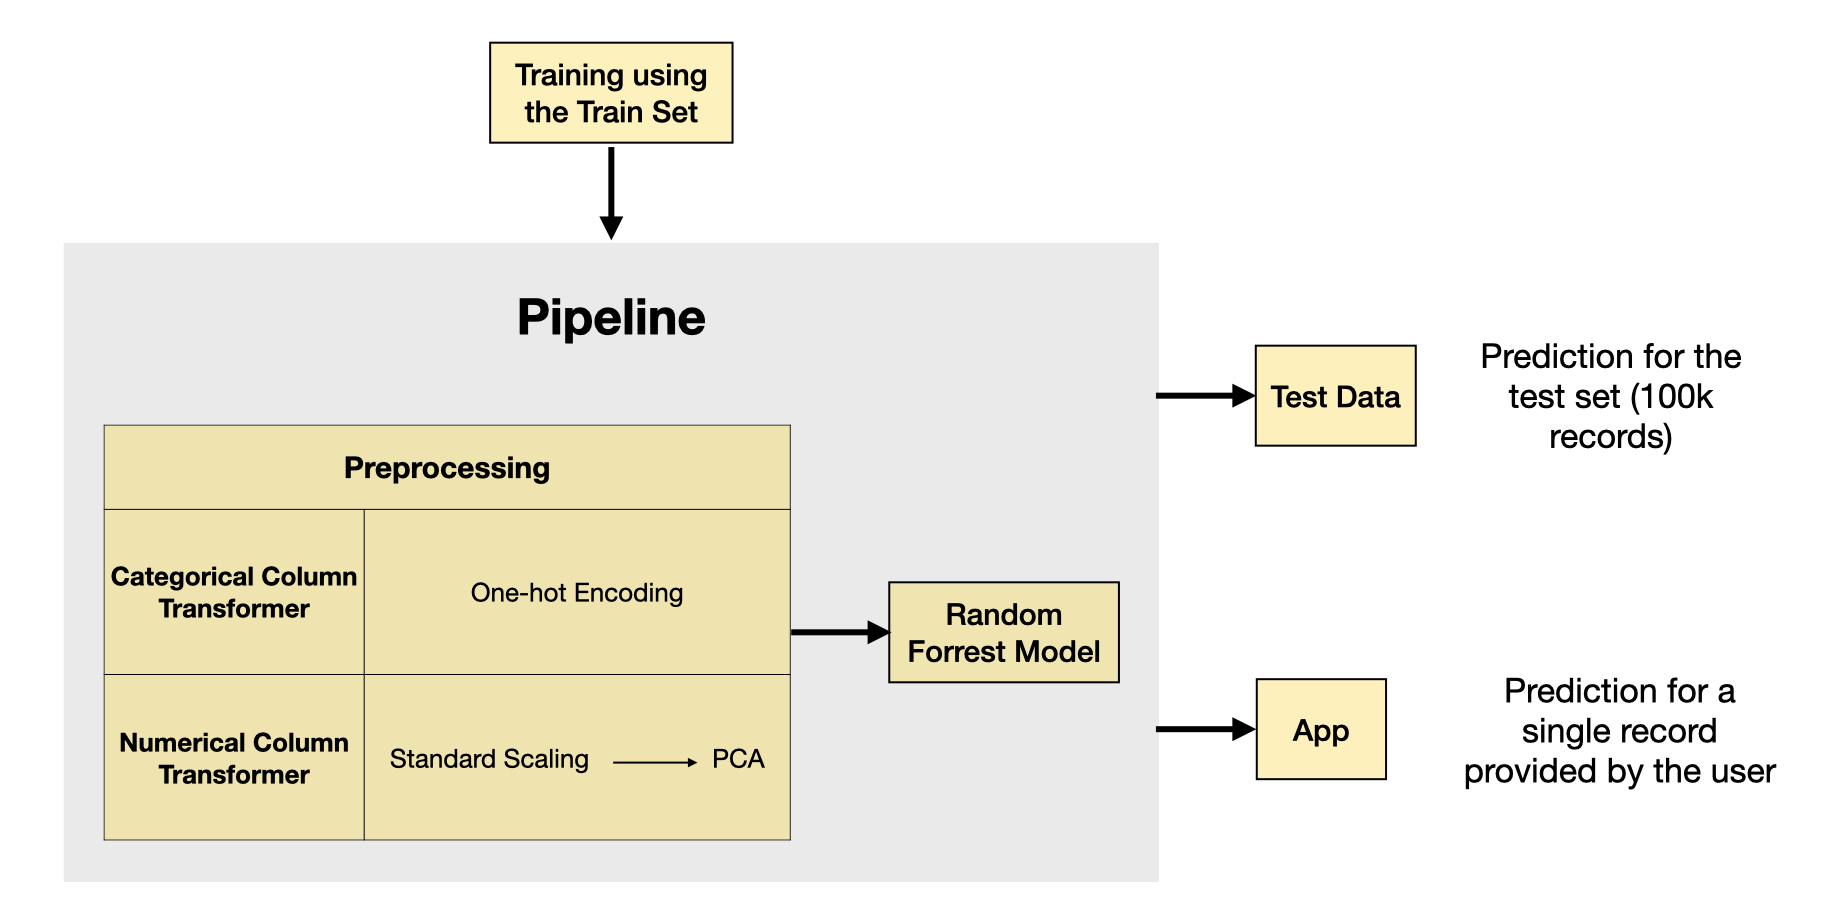 Training using
the Train Set
Pipeline
Preprocessing
Categorical Column
Transformer
One-hot Encoding
Numerical Column
Transformer
Standard Scaling
PCA
Random
Forrest Model
Test Data
Prediction for the
test set (100k
records)
App
Prediction for a
single record
provided by the user